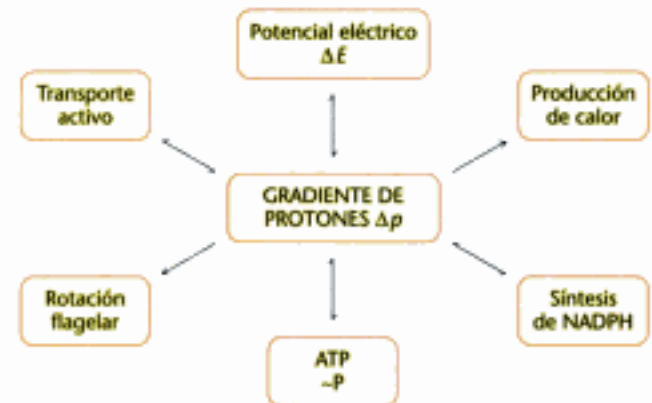 Potencial eléctrico
ΔE
Transporte
activo
Producción
de calor
GRADIENTE DE
PROTONES Δp
Rotación
flagelar
Síntesis
de NADPH
ATP
~P